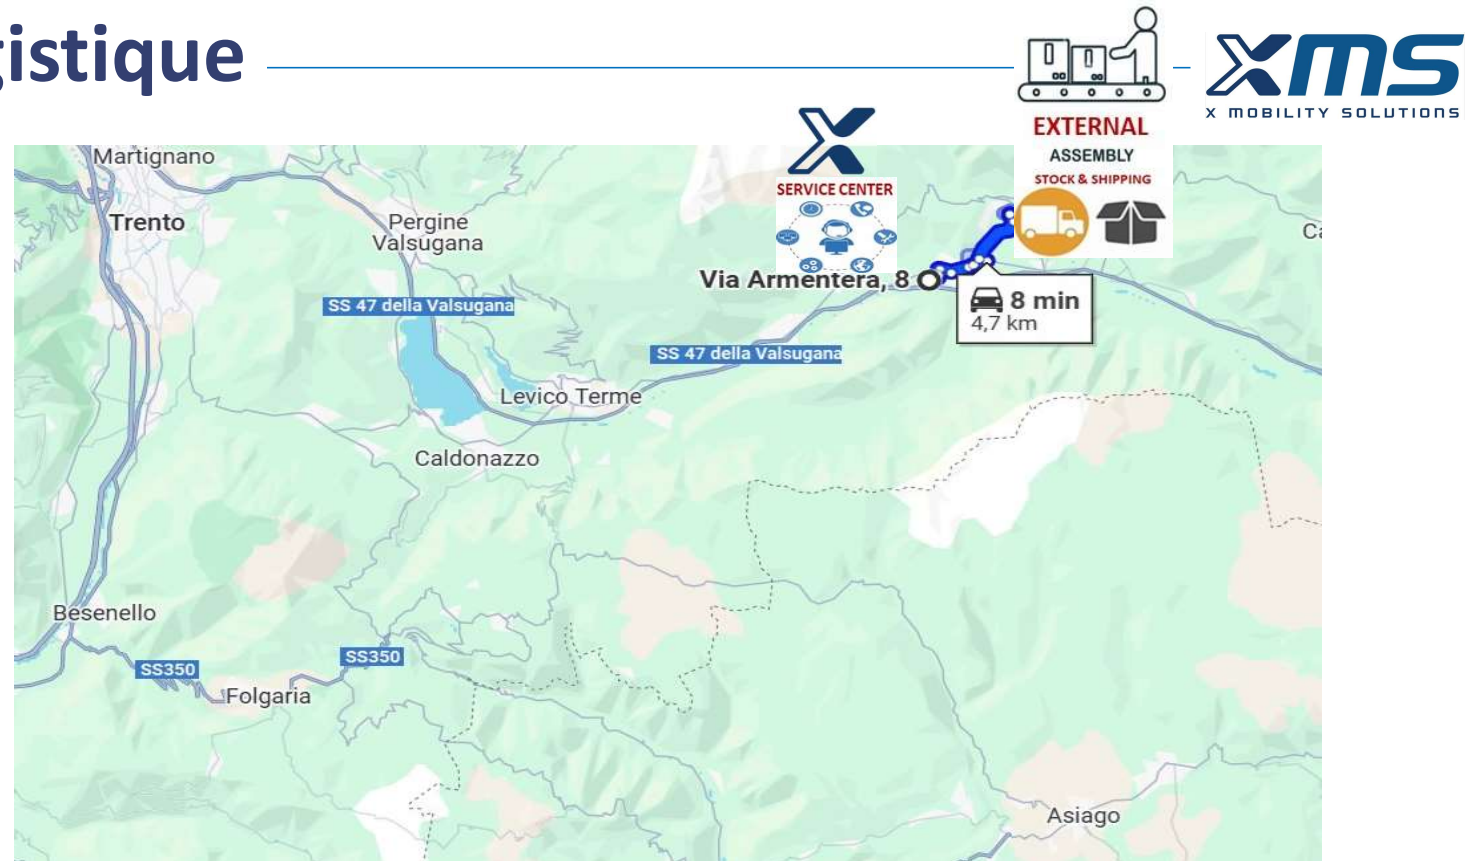 gistique
xms
X MOBILITY SOLUTIONS
EXTERNAL
ASSEMBLY
STOCK & SHIPPING
SERVICE CENTER
Martignano
Trento
Pergine
Valsugana
Via Armentera, 8
8 min
4,7 km
SS 47 della Valsugana
SS 47 della Valsugana
Levico Terme
Caldonazzo
Besenello
SS350
SS350
Folgaria
Asiago